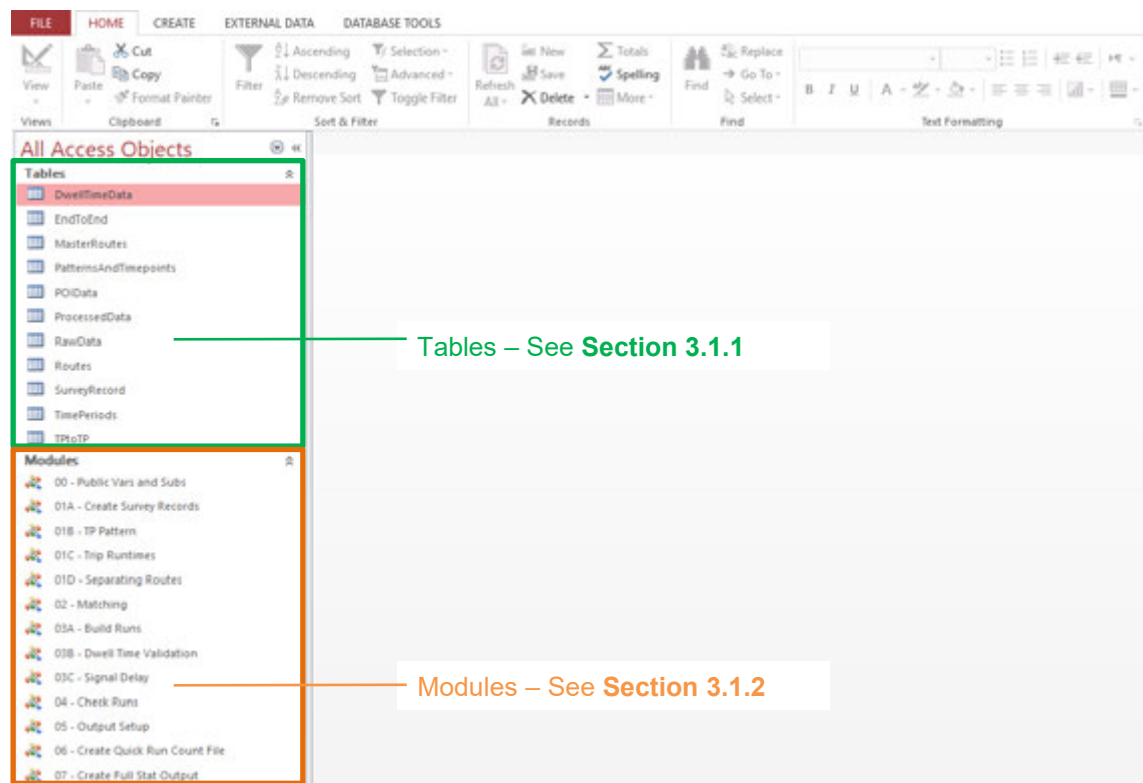 FILE HOME CREATE EXTERNAL DATA DATABASE TOOLS
View
Views
Paste
Cut
Copy
Format Painter
Clipboard
Filter
Ascending
Descending
Remove Sort
Selection
Advanced
Toggle Filter
Sort & Filter
Refresh
All
New
Save
Delete
Totals
Spelling
More
Records
Find
Replace
Go To
Select
Find
B I U A
Text Formatting
All Access Objects
Tables
DwellTimeData
EndToEnd
MasterRoutes
PatternsAndTimepoints
POIData
ProcessedData
RawData
Routes
SurveyRecord
TimePeriods
TPtoTP
Tables – See Section 3.1.1
Modules
00 - Public Vars and Subs
01A - Create Survey Records
01B - TP Pattern
01C - Trip Runtimes
01D - Separating Routes
02 - Matching
03A - Build Runs
03B - Dwell Time Validation
03C - Signal Delay
04 - Check Runs
05 - Output Setup
06 - Create Quick Run Count File
07 - Create Full Stat Output
Modules – See Section 3.1.2